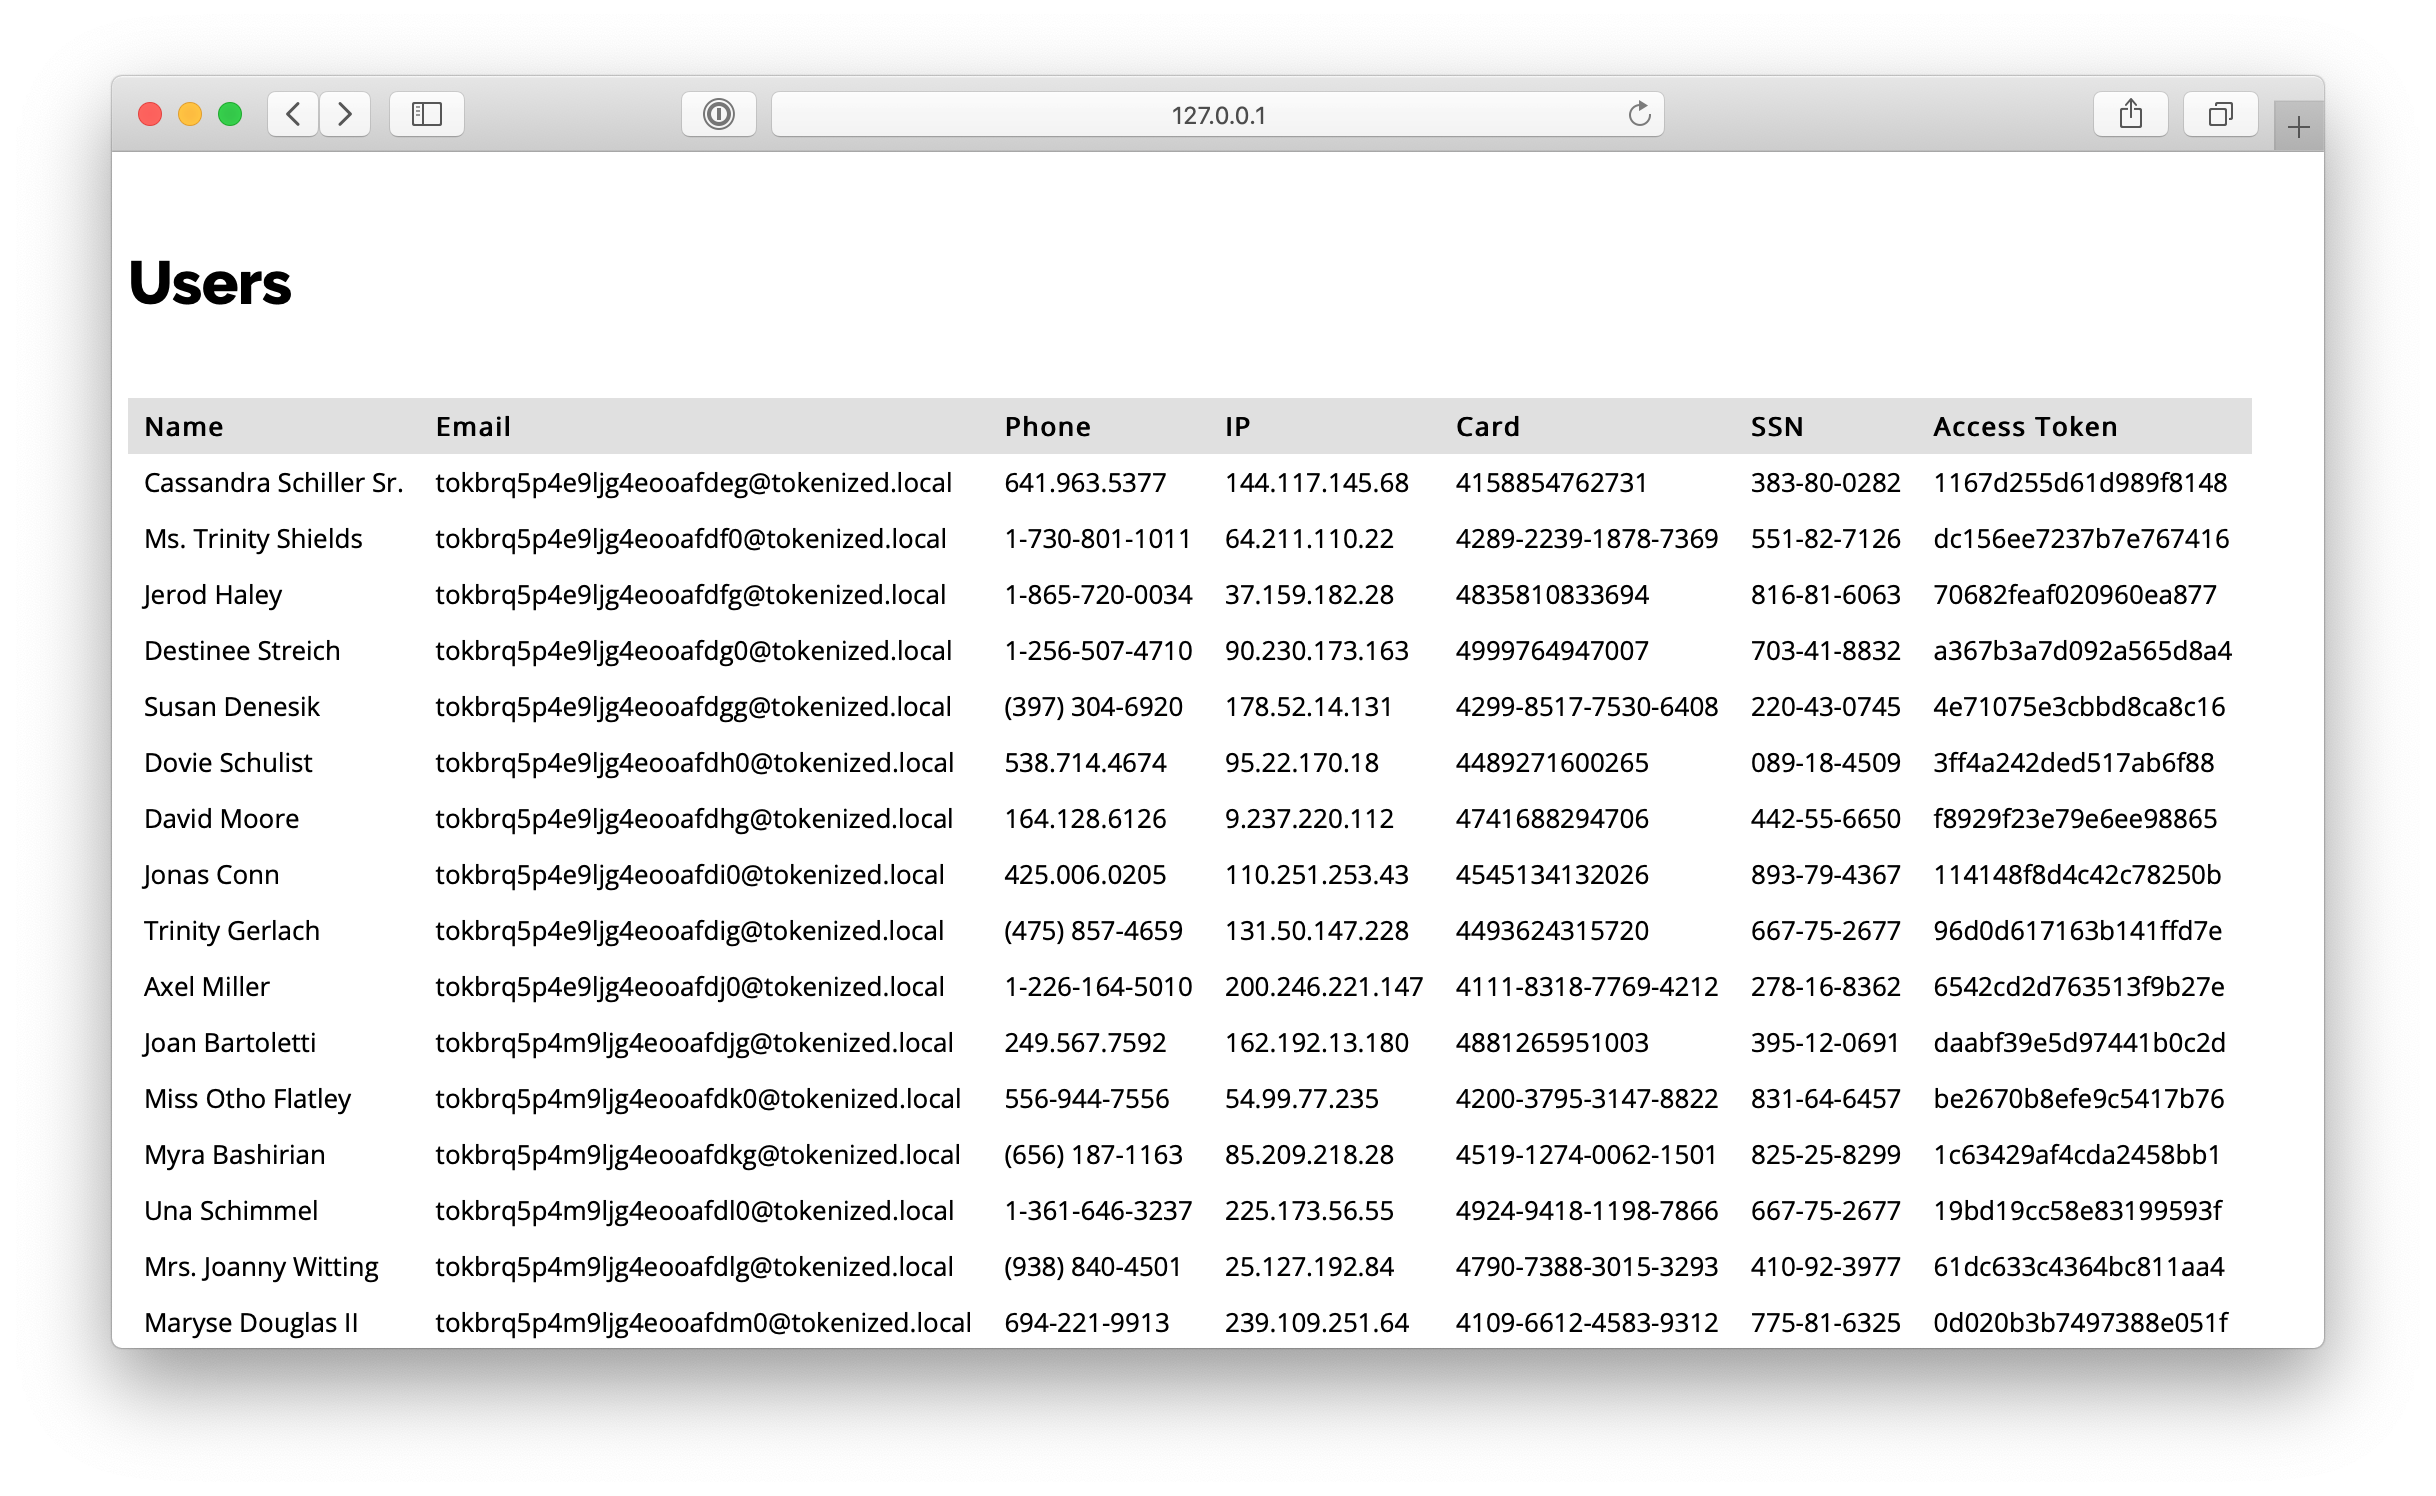 127.0.0.1
Users
Name Email Phone IP Card SSN Access Token
Cassandra Schiller Sr. tokbrq5p4e9ljg4eooafdeg@tokenized.local 641.963.5377 144.117.145.68 4158854762731 383-80-0282 1167d255d61d989f8148
Ms. Trinity Shields tokbrq5p4e9ljg4eooafdf0@tokenized.local 1-730-801-1011 64.211.110.22 4289-2239-1878-7369 551-82-7126 dc156ee7237b7e767416
Jerod Haley tokbrq5p4e9ljg4eooafdfg@tokenized.local 1-865-720-0034 37.159.182.28 4835810833694 816-81-6063 70682feaf020960ea877
Destinee Streich tokbrq5p4e9ljg4eooafdg0@tokenized.local 1-256-507-4710 90.230.173.163 4999764947007 703-41-8832 a367b3a7d092a565d8a4
Susan Denesik tokbrq5p4e9ljg4eooafdgg@tokenized.local (397) 304-6920 178.52.14.131 4299-8517-7530-6408 220-43-0745 4e71075e3cbbd8ca8c16
Dovie Schulist tokbrq5p4e9ljg4eooafdh0@tokenized.local 538.714.4674 95.22.170.18 4489271600265 089-18-4509 3ff4a242ded517ab6f88
David Moore tokbrq5p4e9ljg4eooafdhg@tokenized.local 164.128.6126 9.237.220.112 4741688294706 442-55-6650 f8929f23e79e6ee98865
Jonas Conn tokbrq5p4e9ljg4eooafdi0@tokenized.local 425.006.0205 110.251.253.43 4545134132026 893-79-4367 114148f8d4c42c78250b
Trinity Gerlach tokbrq5p4e9ljg4eooafdig@tokenized.local (475) 857-4659 131.50.147.228 4493624315720 667-75-2677 96d0d617163b141ffd7e
Axel Miller tokbrq5p4e9ljg4eooafdj0@tokenized.local 1-226-164-5010 200.246.221.147 4111-8318-7769-4212 278-16-8362 6542cd2d763513f9b27e
Joan Bartoletti tokbrq5p4m9ljg4eooafdjg@tokenized.local 249.567.7592 162.192.13.180 4881265951003 395-12-0691 daabf39e5d97441b0c2d
Miss Otho Flatley tokbrq5p4m9ljg4eooafdk0@tokenized.local 556-944-7556 54.99.77.235 4200-3795-3147-8822 831-64-6457 be2670b8efe9c5417b76
Myra Bashirian tokbrq5p4m9ljg4eooafdkg@tokenized.local (656) 187-1163 85.209.218.28 4519-1274-0062-1501 825-25-8299 1c63429af4cda2458bb1
Una Schimmel tokbrq5p4m9ljg4eooafdl0@tokenized.local 1-361-646-3237 225.173.56.55 4924-9418-1198-7866 667-75-2677 19bd19cc58e83199593f
Mrs. Joanny Witting tokbrq5p4m9ljg4eooafdlg@tokenized.local (938) 840-4501 25.127.192.84 4790-7388-3015-3293 410-92-3977 61dc633c4364bc811aa4
Maryse Douglas II tokbrq5p4m9ljg4eooafdm0@tokenized.local 694-221-9913 239.109.251.64 4109-6612-4583-9312 775-81-6325 0d020b3b7497388e051f